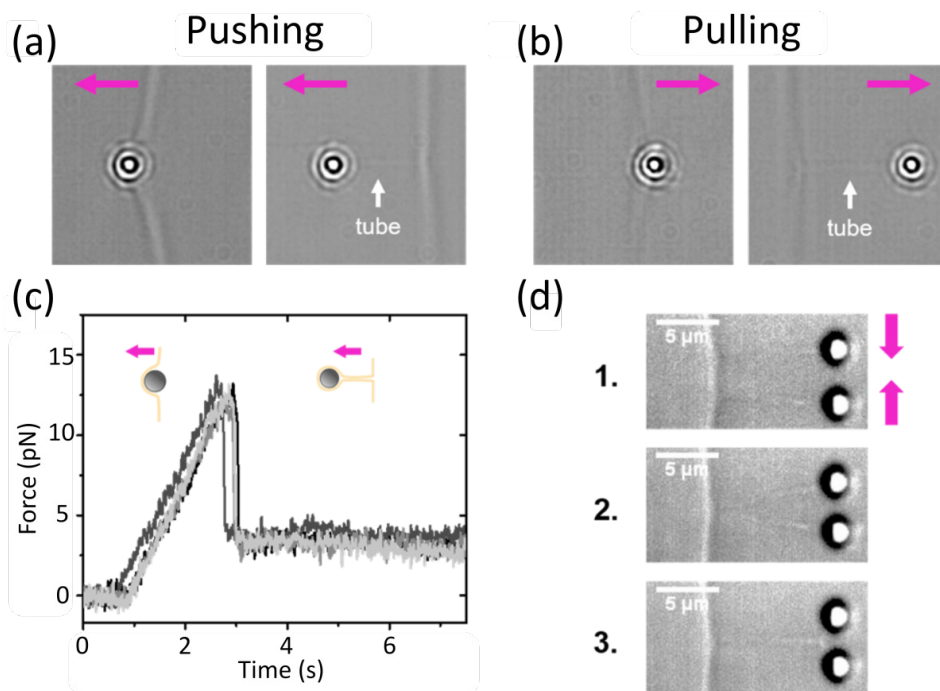 (a)
Pushing
(b)
Pulling
tube
tube
(c)
Force (pN)
15
10
5
0
0
2
4
6
Time (s)
(d)
1.
5 µm
2.
5 µm
3.
5 µm